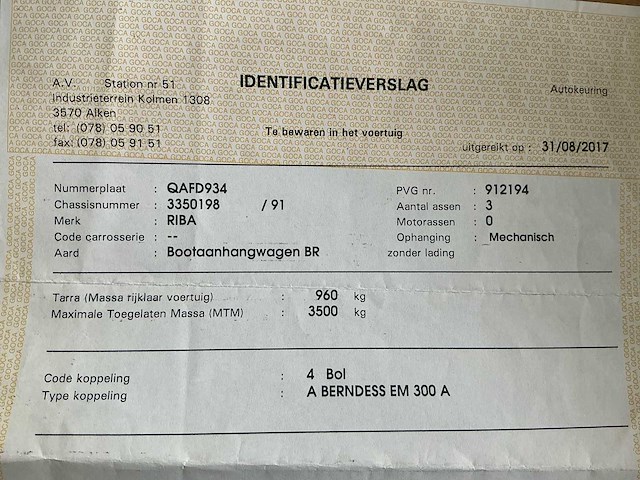 IDENTIFICATIEVERSLAG
Autokeuring
A.V. Station nr 51
Industrieterrein Kolmen 1308
3570 Alken
tel: (078) 05 90 51
fax: (078) 05 91 51
Te bewaren in het voertuig
uitgereikt op : 31/08/2017
Nummerplaat : QAFD934
Chassisnummer : 3350198 / 91
Merk : RIBA
Code carrosserie : --
Aard : Bootaanhangwagen BR
PVG nr. : 912194
Aantal assen : 3
Motorassen : 0
Ophanging : Mechanisch
zonder lading
Tarra (Massa rijklaar voertuig) : 960 kg
Maximale Toegelaten Massa (MTM) : 3500 kg
Code koppeling : 4 Bol
Type koppeling : A BERNDESS EM 300 A